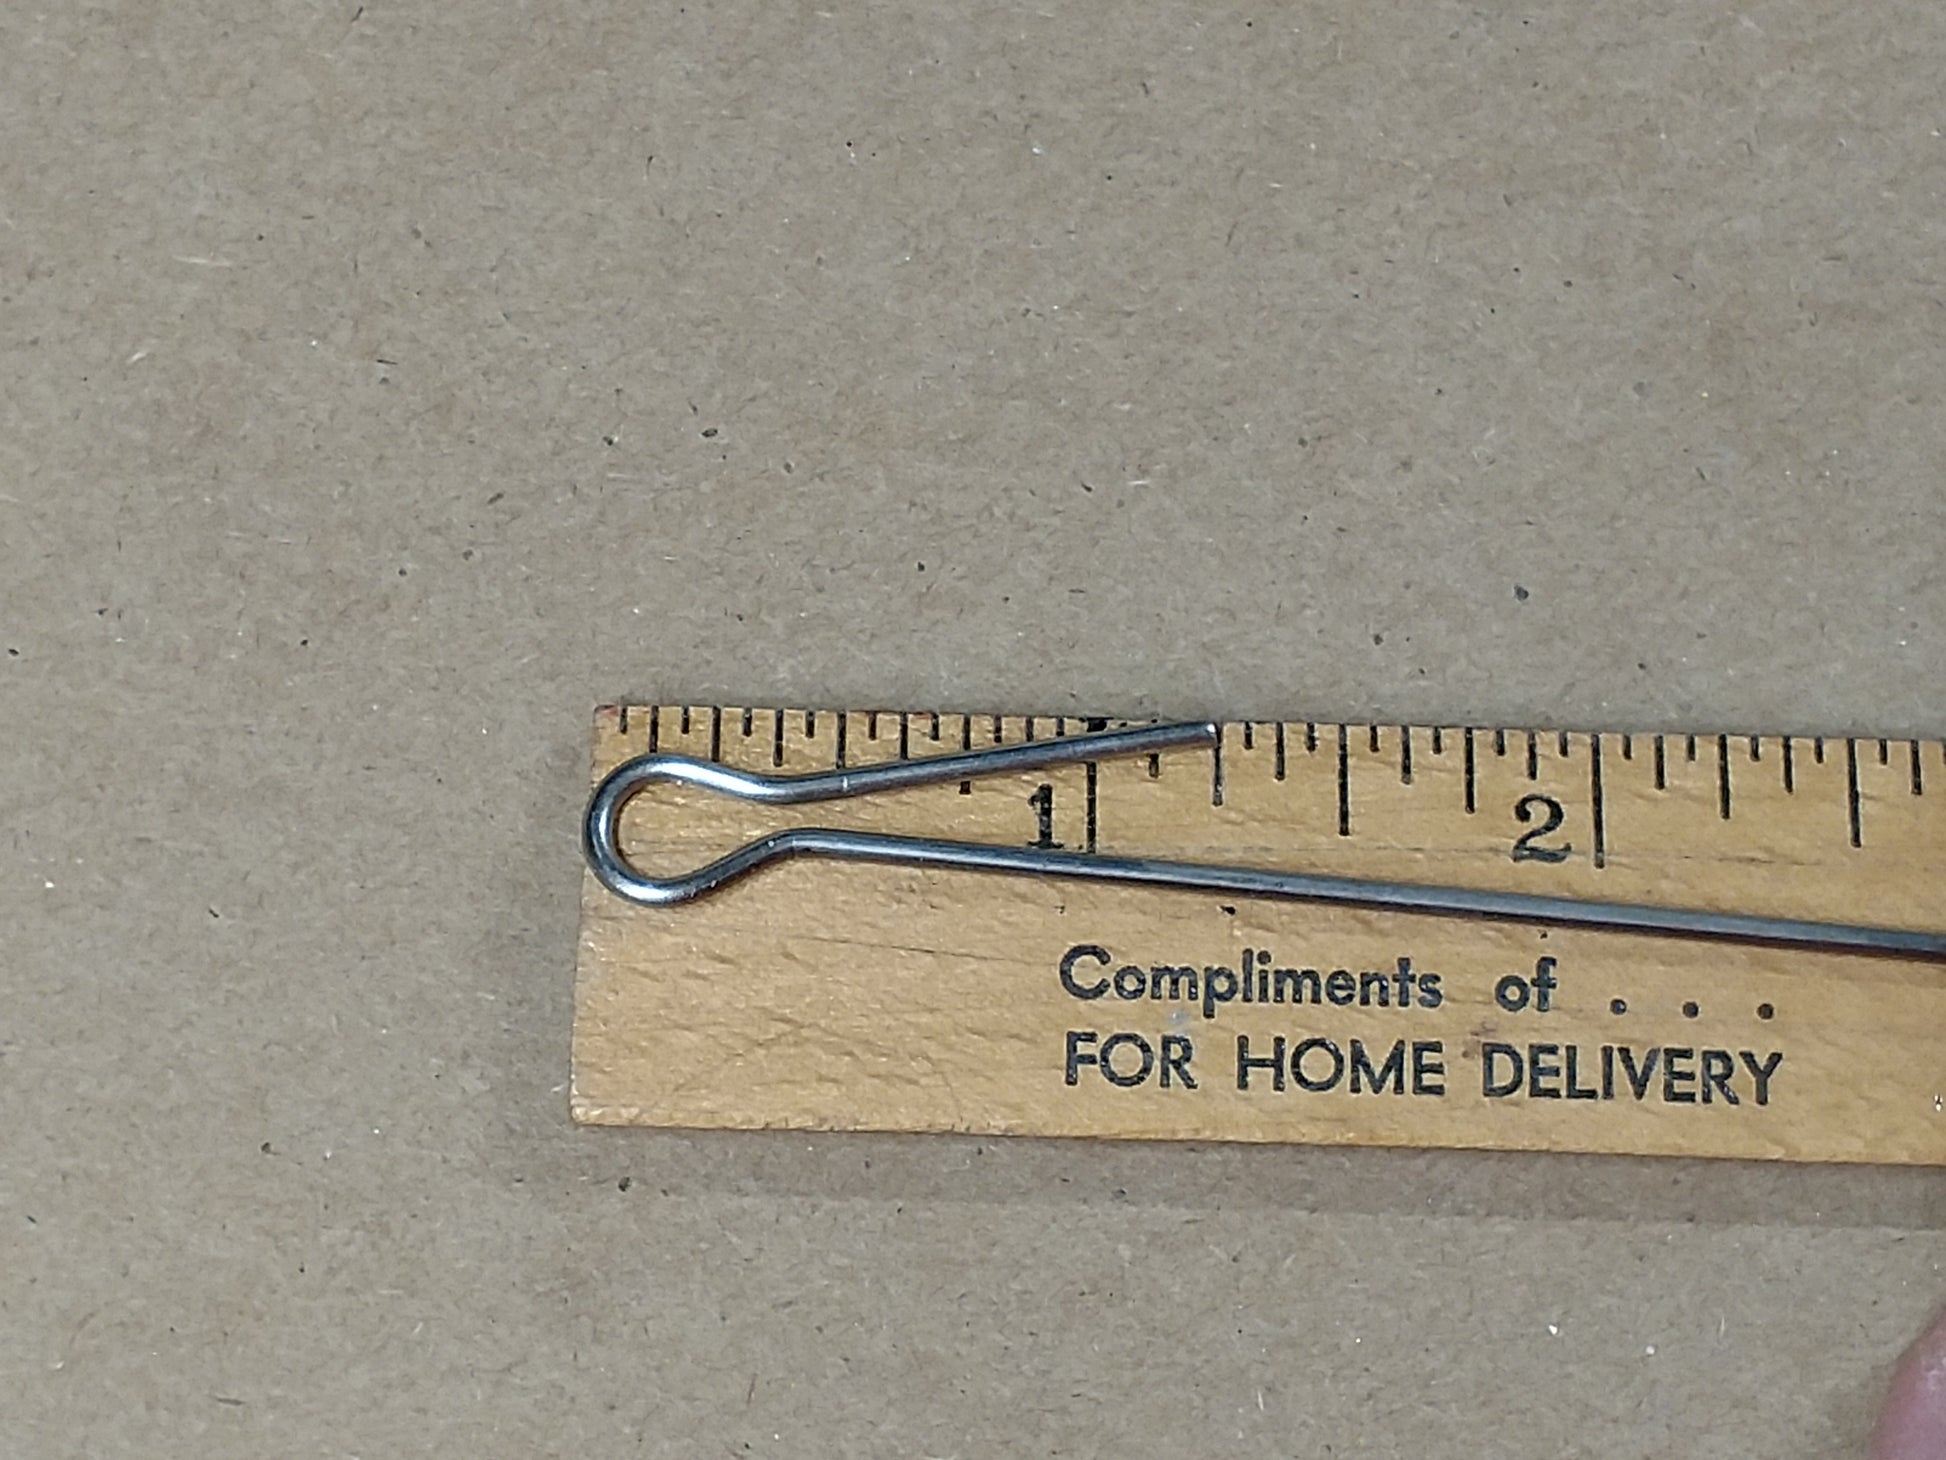 1 2
Compliments of . . .
FOR HOME DELIVERY